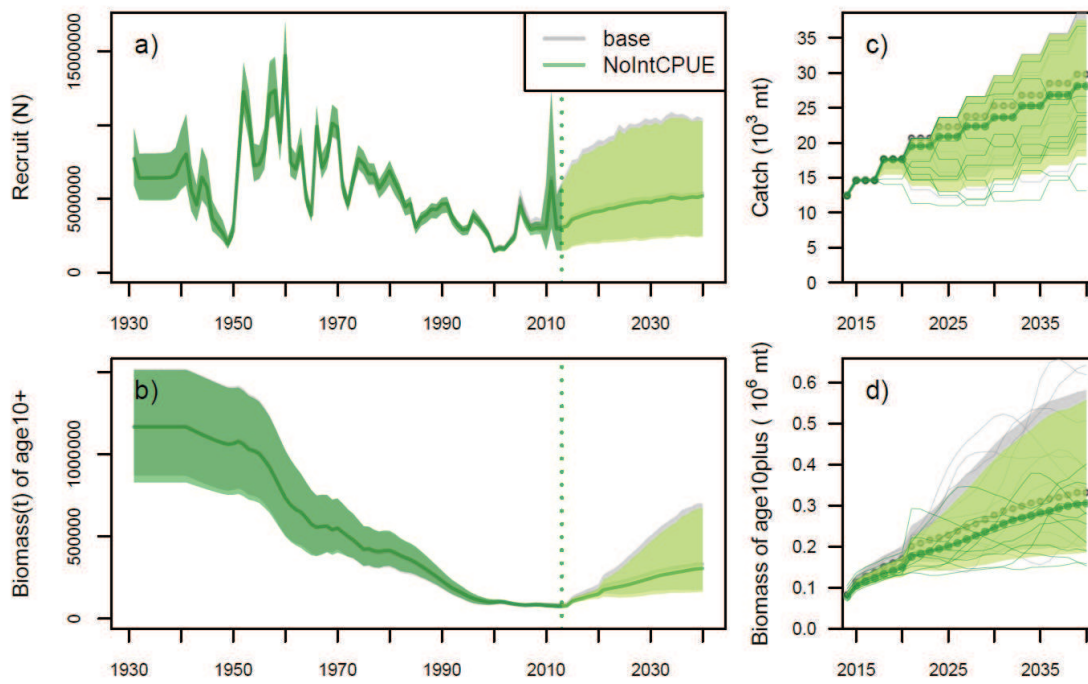 a)
base
NoIntCPUE
Recruit (N)
0 5000000 15000000
1930 1950 1970 1990 2010 2030
c)
Catch (10³ mt)
0 5 10 15 20 25 30 35
2015 2025 2035
b)
Biomass(t) of age10+
0 500000 1000000
1930 1950 1970 1990 2010 2030
d)
Biomass of age10plus ( 10⁶ mt)
0.0 0.1 0.2 0.3 0.4 0.5 0.6
2015 2025 2035